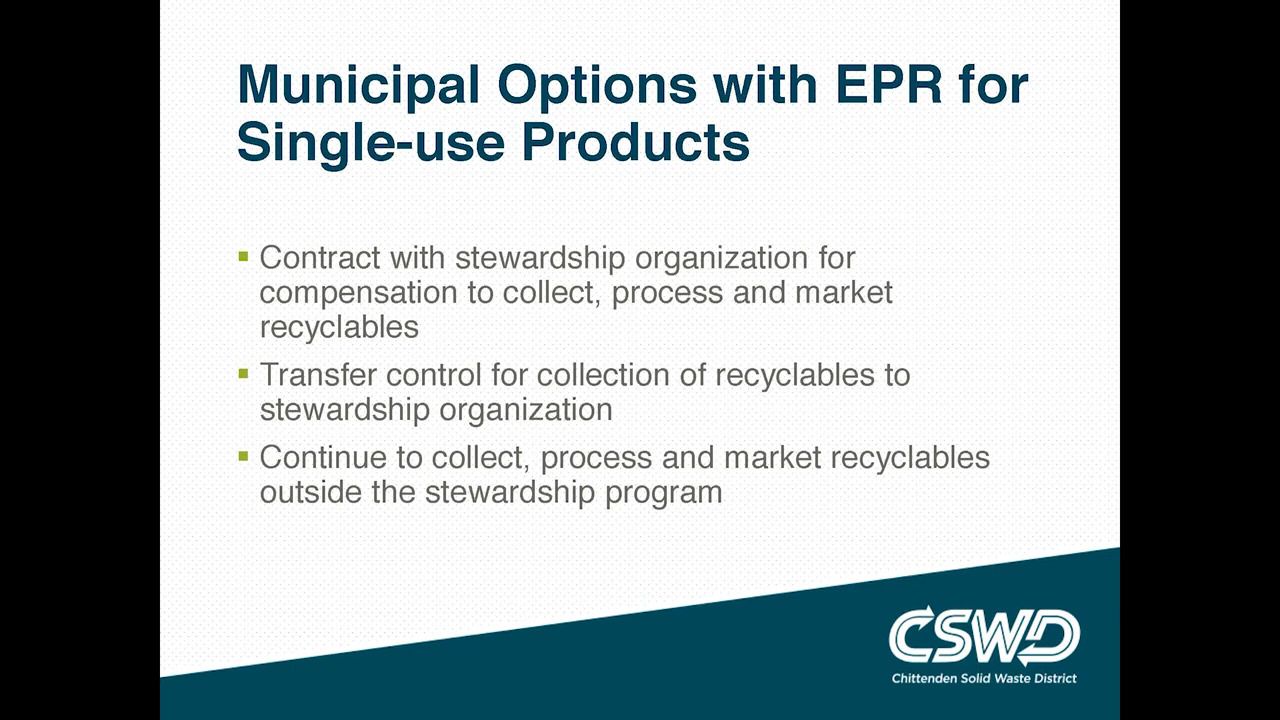 Municipal Options with EPR for
Single-use Products
▪ Contract with stewardship organization for
compensation to collect, process and market
recyclables
▪ Transfer control for collection of recyclables to
stewardship organization
▪ Continue to collect, process and market recyclables
outside the stewardship program
CSWD
Chittenden Solid Waste District